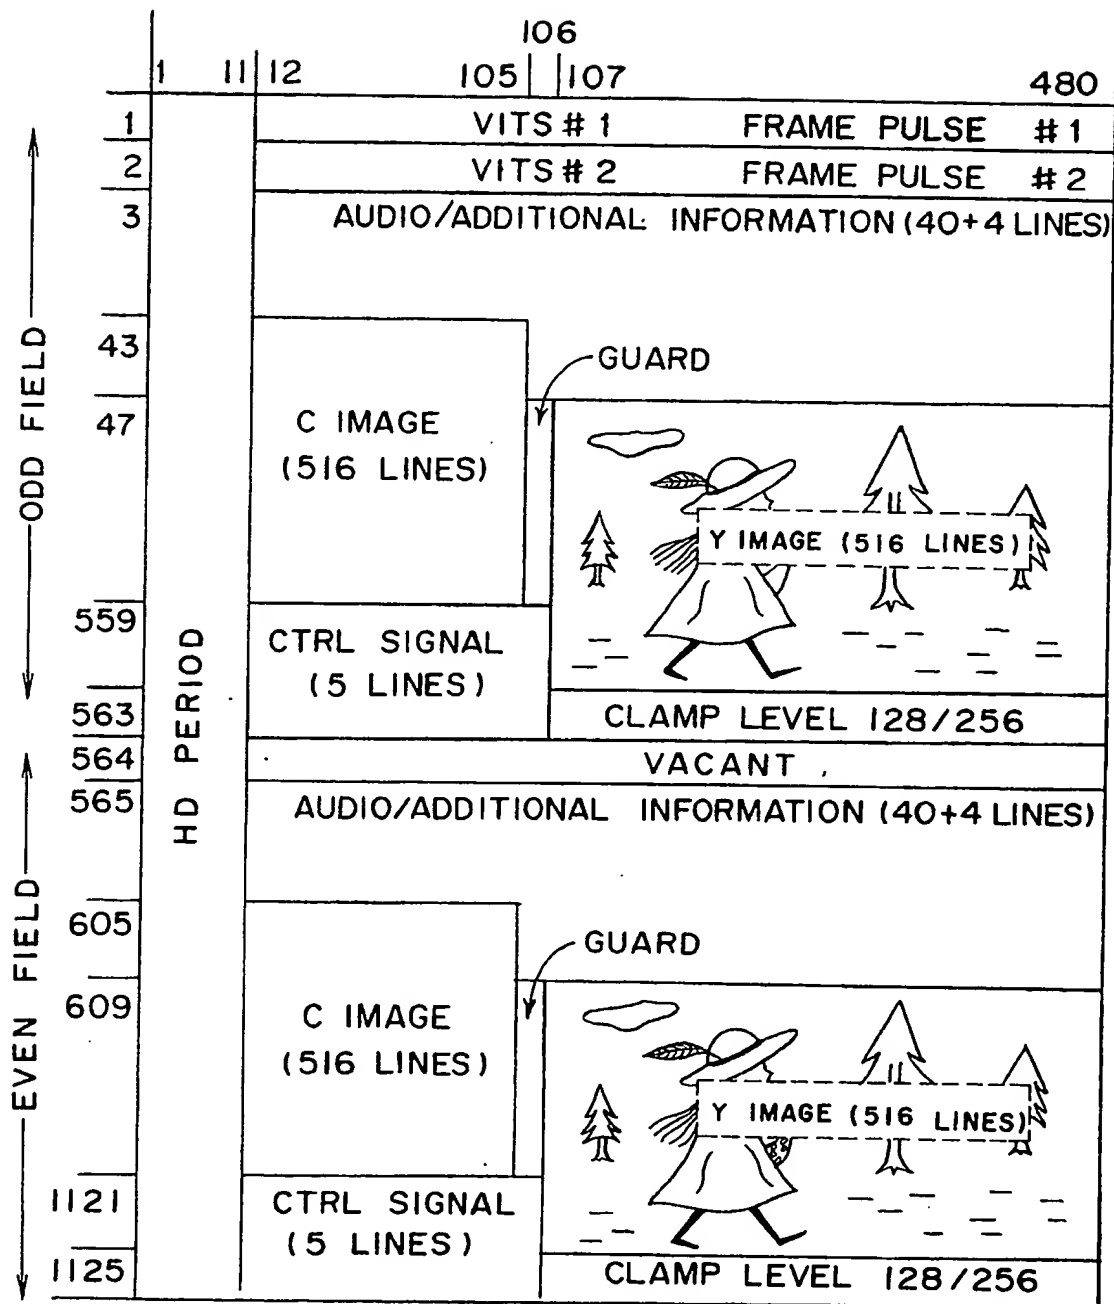 106
1 11 12 105 107 480
1 VITS # 1 FRAME PULSE # 1
2 VITS # 2 FRAME PULSE # 2
3 AUDIO/ADDITIONAL INFORMATION (40+4 LINES)
ODD FIELD
43
GUARD
47
C IMAGE
(516 LINES)
Y IMAGE (516 LINES)
559
CTRL SIGNAL
(5 LINES)
HD PERIOD
563 CLAMP LEVEL 128/256
564 VACANT
565 AUDIO/ADDITIONAL INFORMATION (40+4 LINES)
EVEN FIELD
605
GUARD
609
C IMAGE
(516 LINES)
Y IMAGE (516 LINES)
1121
CTRL SIGNAL
(5 LINES)
1125 CLAMP LEVEL 128/256